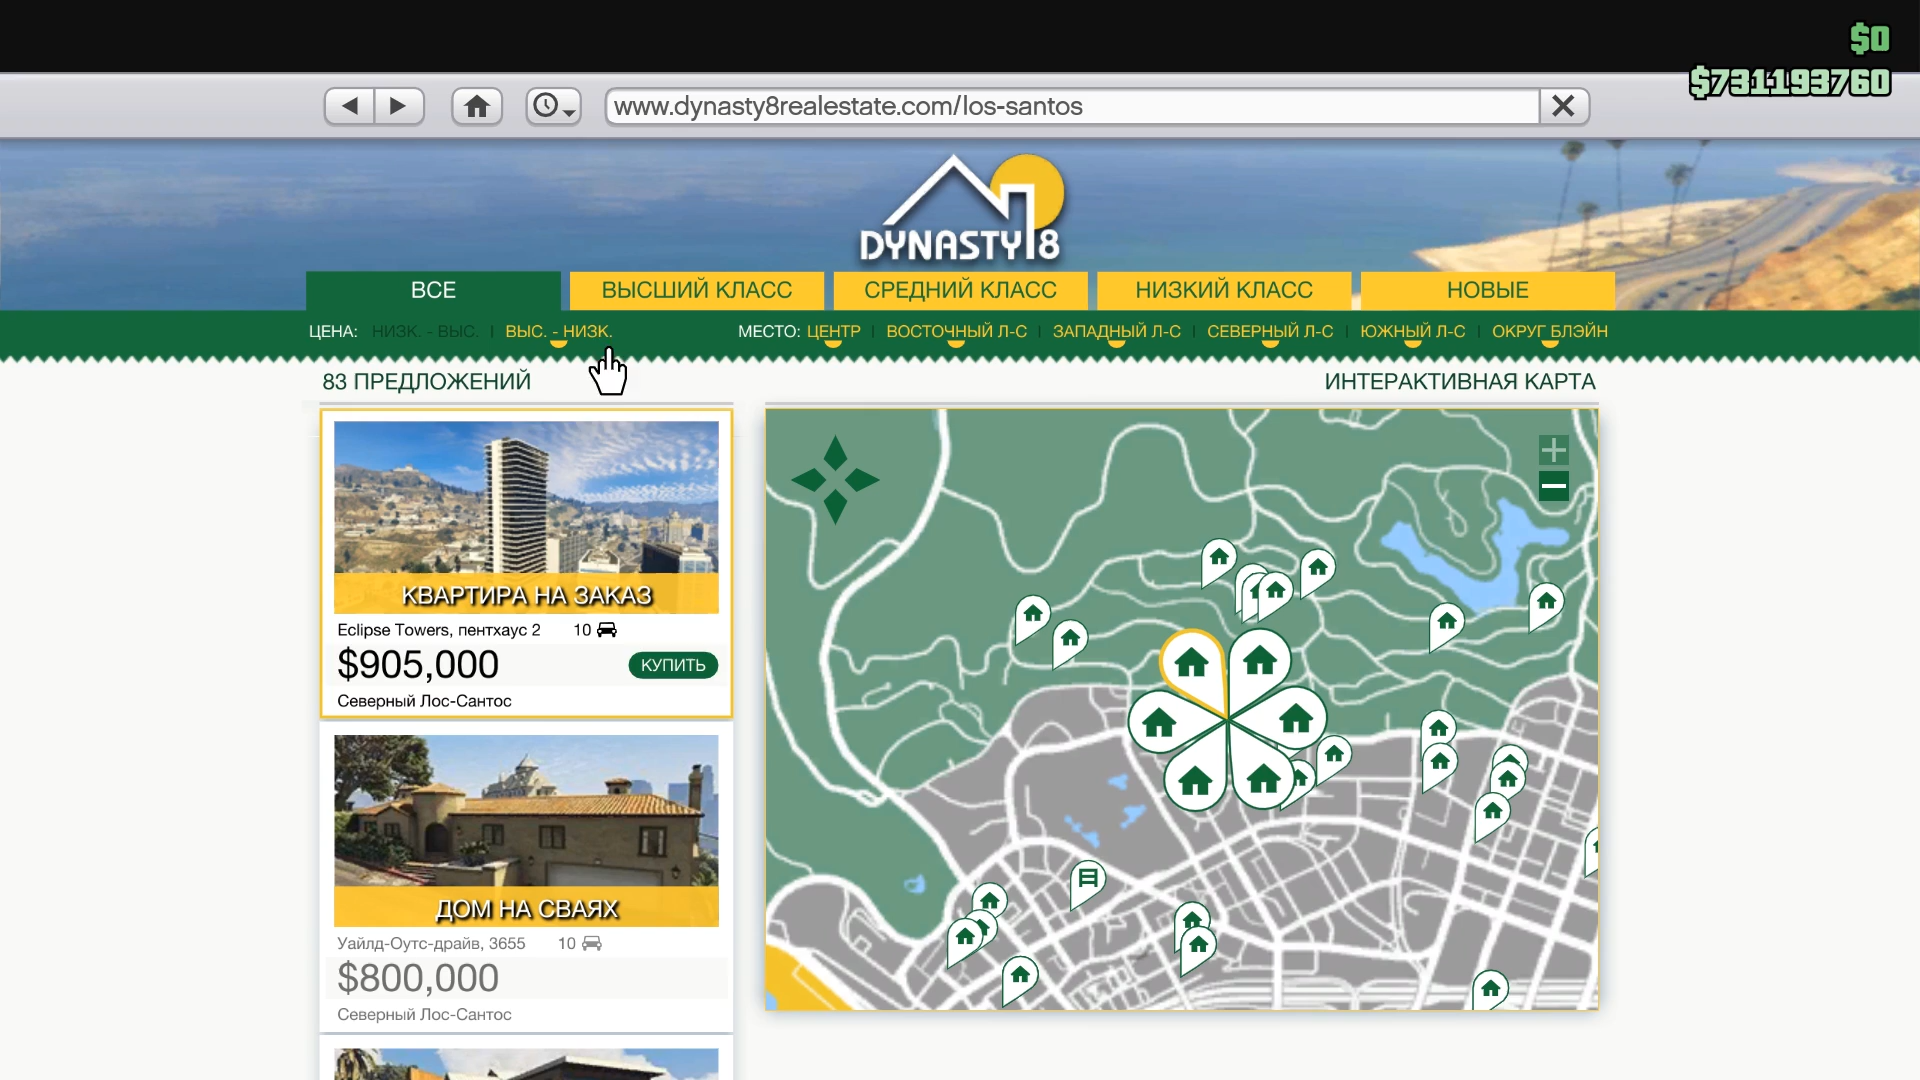 $0
$731193760
www.dynasty8realestate.com/los-santos
DYNASTY 8
ВСЕ
ВЫСШИЙ КЛАСС
СРЕДНИЙ КЛАСС
НИЗКИЙ КЛАСС
НОВЫЕ
ЦЕНА: НИЗК. - ВЫС. | ВЫС. - НИЗК.
МЕСТО: ЦЕНТР | ВОСТОЧНЫЙ Л-С | ЗАПАДНЫЙ Л-С | СЕВЕРНЫЙ Л-С | ЮЖНЫЙ Л-С | ОКРУГ БЛЭЙН
83 ПРЕДЛОЖЕНИЙ
ИНТЕРАКТИВНАЯ КАРТА
КВАРТИРА НА ЗАКАЗ
Eclipse Towers, пентхаус 2 10
$905,000
КУПИТЬ
Северный Лос-Сантос
ДОМ НА СВАЯХ
Уайлд-Оутс-драйв, 3655 10
$800,000
Северный Лос-Сантос